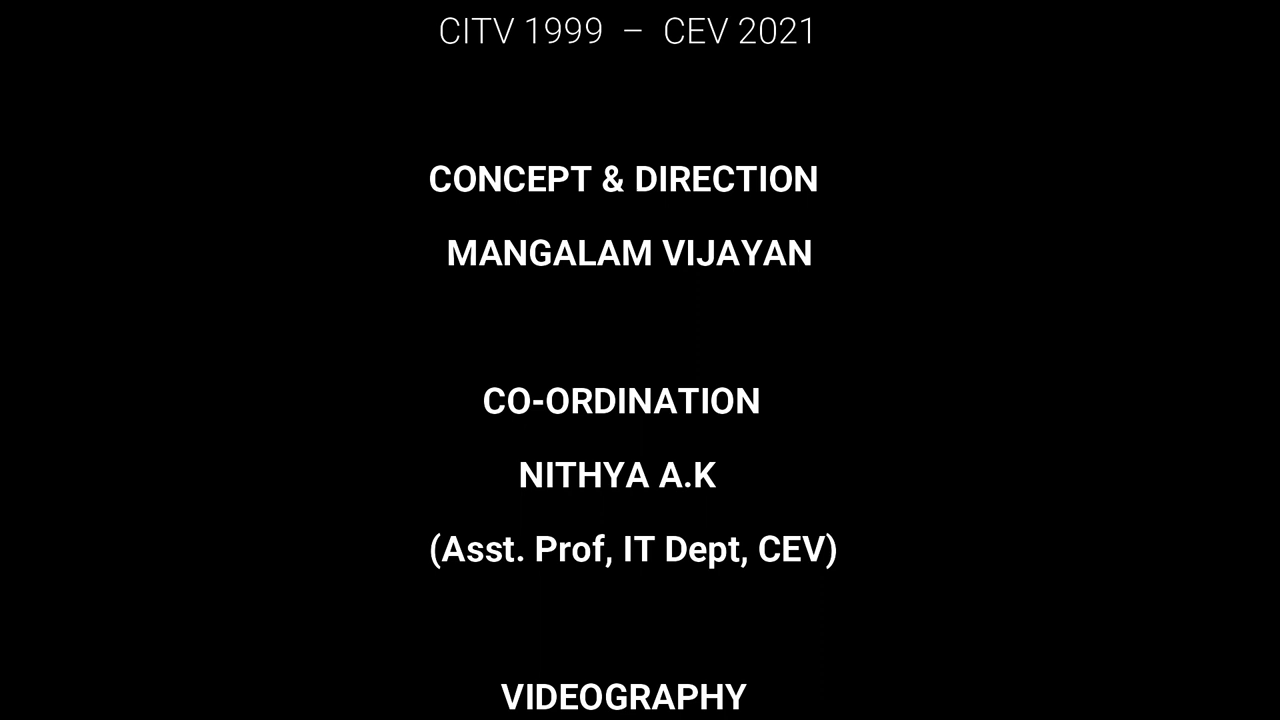 CITV 1999 – CEV 2021
CONCEPT & DIRECTION
MANGALAM VIJAYAN
CO-ORDINATION
NITHYA A.K
(Asst. Prof, IT Dept, CEV)
VIDEOGRAPHY